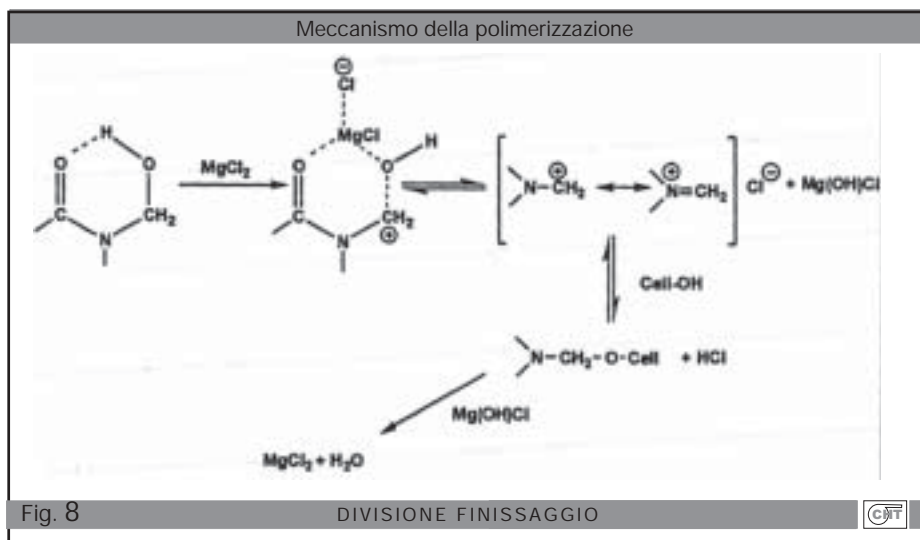 Meccanismo della polimerizzazione
⊖
Cl
H
MgCl
O
O
MgCl₂
O
H
C
N
CH₂
C
N
CH₂
⊕
N–CH₂ ⊕ ↔ N=CH₂ ⊕ Cl⊖ + Mg(OH)Cl
Cell-OH
N–CH₂–O–Cell + HCl
Mg(OH)Cl
MgCl₂ + H₂O
Fig. 8
DIVISIONE FINISSAGGIO
CHT